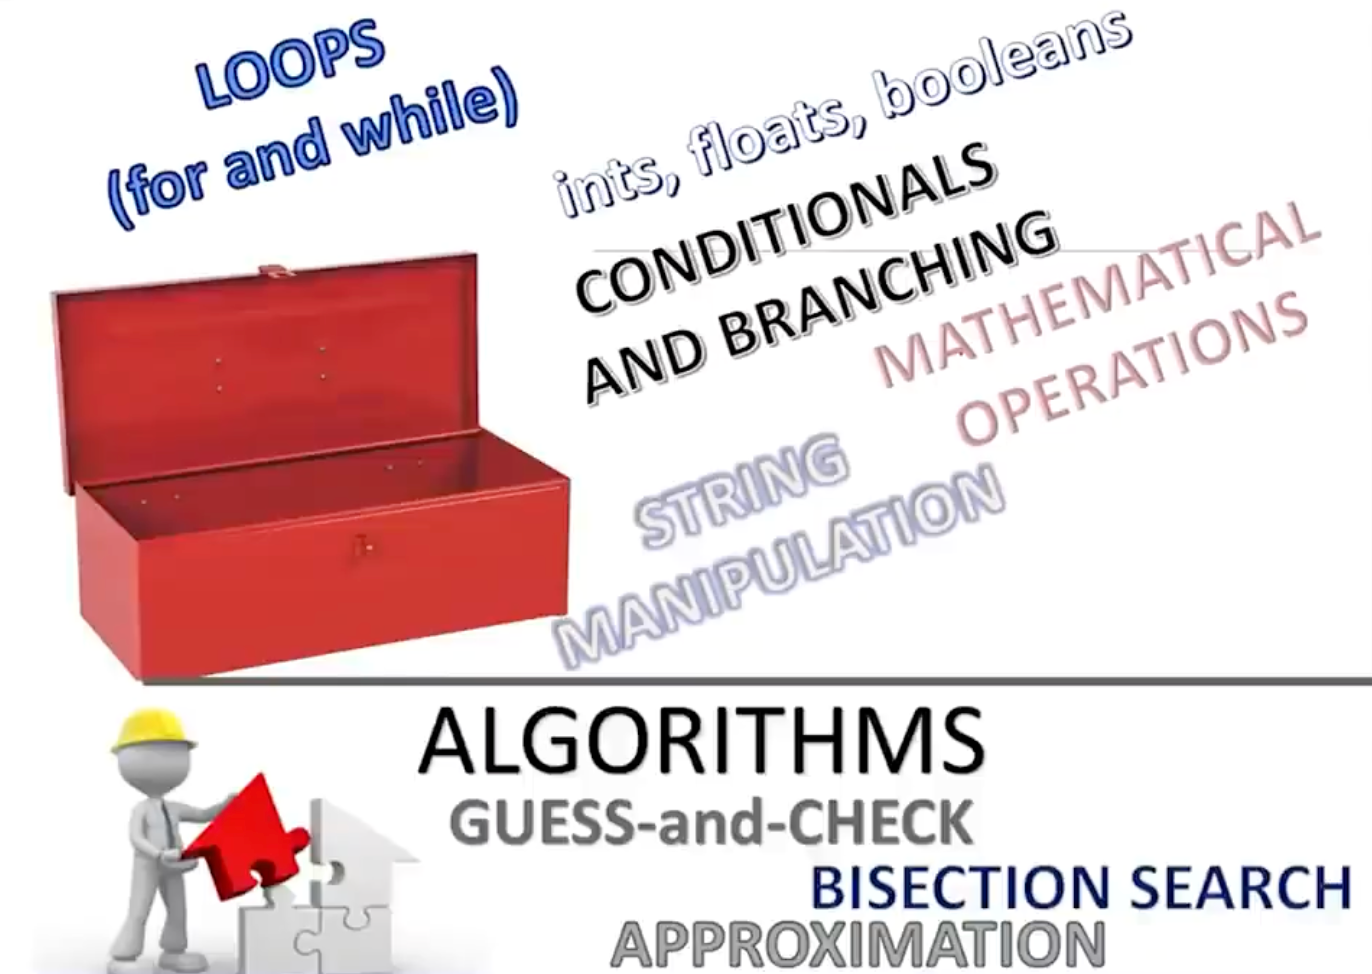 LOOPS
(for and while)
ints, floats, booleans
CONDITIONALS
AND BRANCHING
MATHEMATICAL
OPERATIONS
STRING
MANIPULATION
ALGORITHMS
GUESS-and-CHECK
BISECTION SEARCH
APPROXIMATION